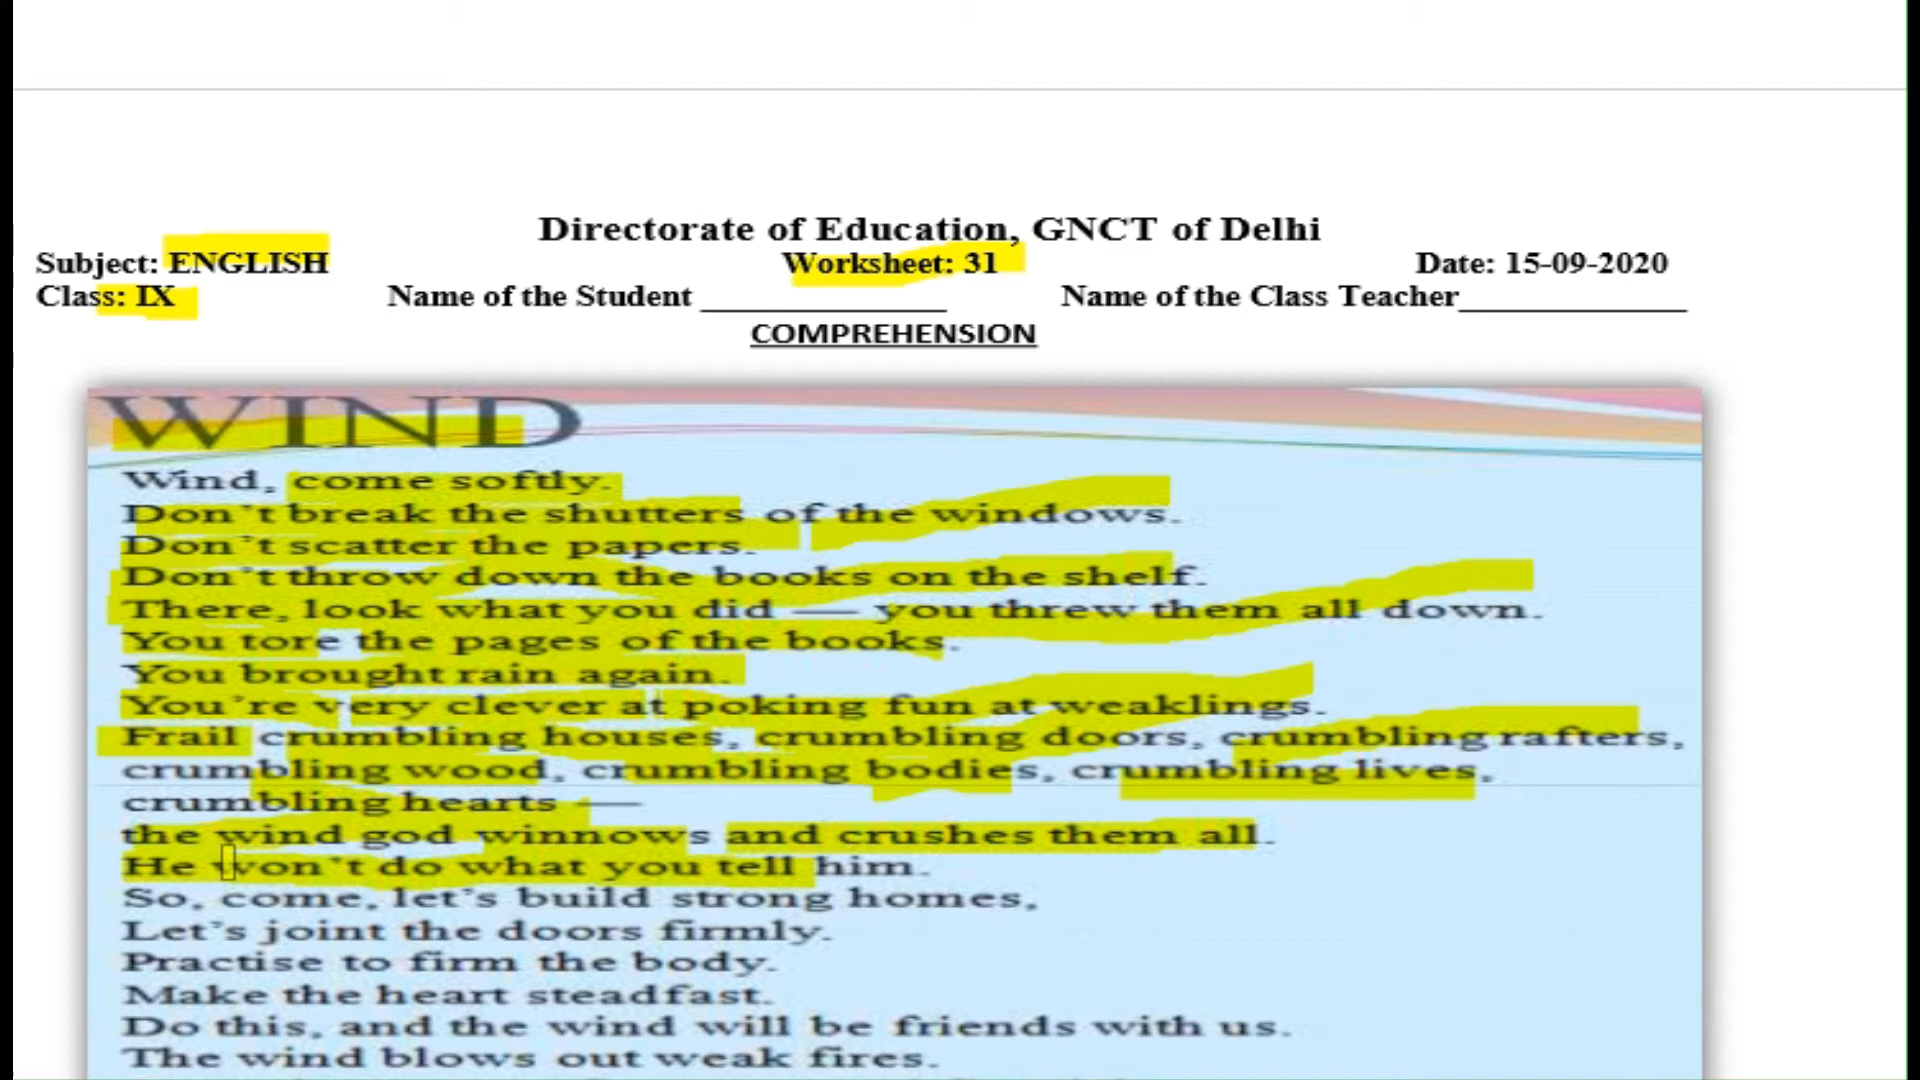 Directorate of Education, GNCT of Delhi
Subject: ENGLISH Worksheet: 31 Date: 15-09-2020
Class: IX Name of the Student ____________ Name of the Class Teacher____________
COMPREHENSION
WIND
Wind, come softly.
Don't break the shutters of the windows.
Don't scatter the papers.
Don't throw down the books on the shelf.
There, look what you did — you threw them all down.
You tore the pages of the books.
You brought rain again.
You're very clever at poking fun at weaklings.
Frail crumbling houses, crumbling doors, crumbling rafters,
crumbling wood, crumbling bodies, crumbling lives,
crumbling hearts —
the wind god winnows and crushes them all.
He won't do what you tell him.
So, come, let's build strong homes,
Let's joint the doors firmly.
Practise to firm the body.
Make the heart steadfast.
Do this, and the wind will be friends with us.
The wind blows out weak fires.